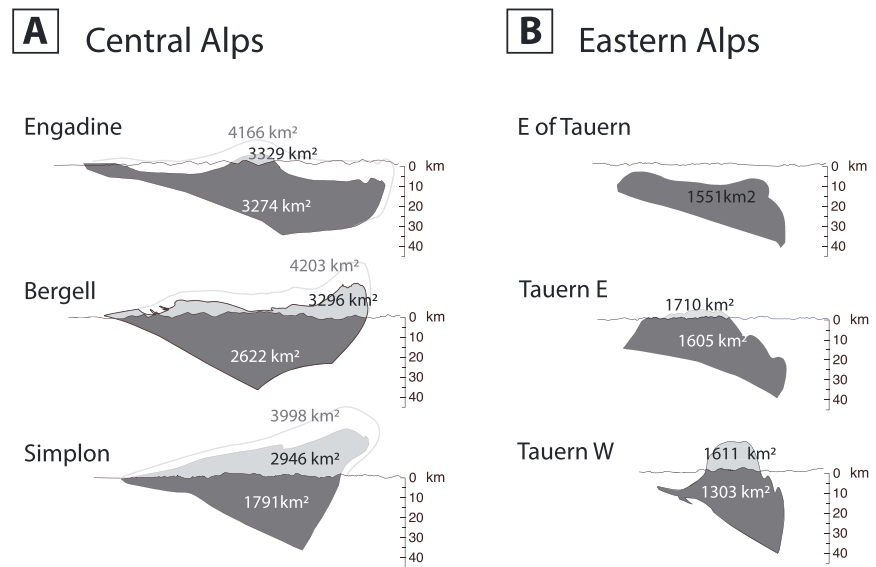 A Central Alps
Engadine
4166 km²
3329 km²
3274 km²
0 km
10
20
30
40
Bergell
4203 km²
3296 km²
2622 km²
0 km
10
20
30
40
Simplon
3998 km²
2946 km²
1791km²
0 km
10
20
30
40
B Eastern Alps
E of Tauern
1551km2
0 km
10
20
30
40
Tauern E
1710 km²
1605 km²
0 km
10
20
30
40
Tauern W
1611 km²
1303 km²
0 km
10
20
30
40